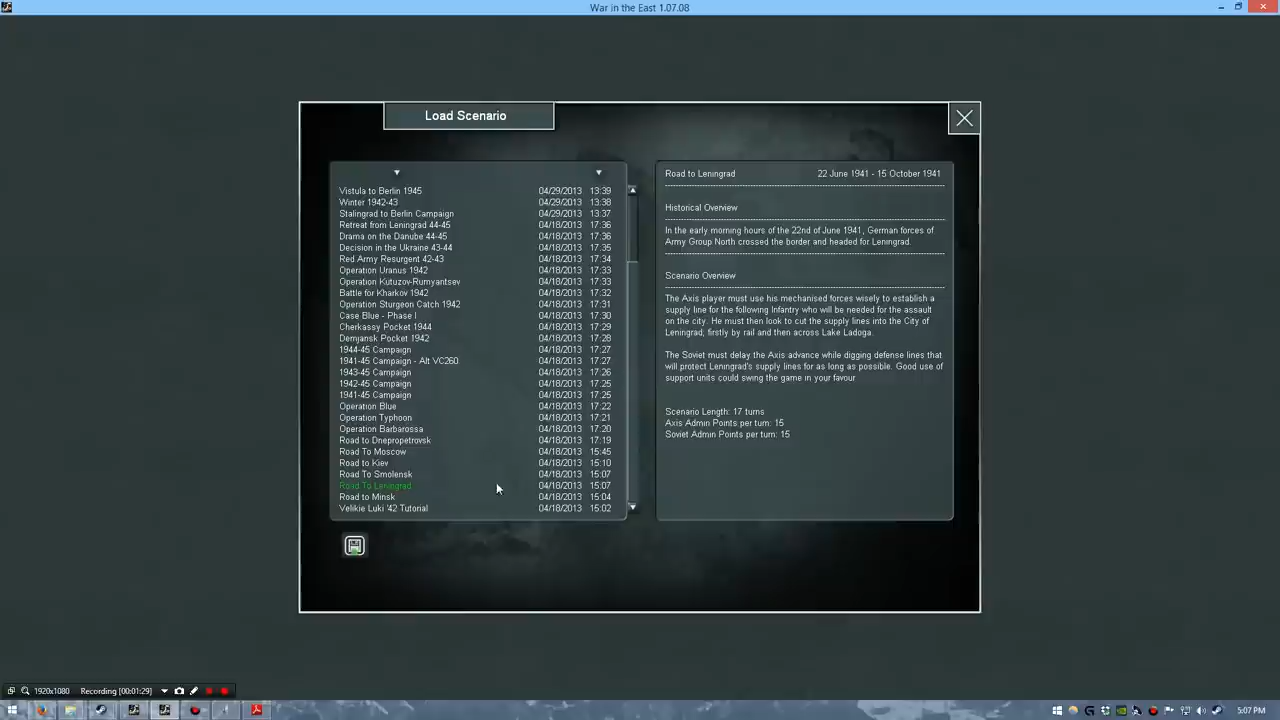 War in the East 1.07.08
Load Scenario
Vistula to Berlin 1945 04/29/2013 13:39
Winter 1942-43 04/29/2013 13:38
Stalingrad to Berlin Campaign 04/29/2013 13:37
Retreat from Leningrad 44-45 04/18/2013 17:36
Drama on the Danube 44-45 04/18/2013 17:36
Decision in the Ukraine 43-44 04/18/2013 17:35
Red Army Resurgent 42-43 04/18/2013 17:34
Operation Uranus 1942 04/18/2013 17:33
Operation Kutuzov-Rumyantsev 04/18/2013 17:33
Battle for Kharkov 1942 04/18/2013 17:32
Operation Sturgeon Catch 1942 04/18/2013 17:31
Case Blue - Phase I 04/18/2013 17:30
Cherkassy Pocket 1944 04/18/2013 17:29
Demyansk Pocket 1942 04/18/2013 17:28
1944-45 Campaign 04/18/2013 17:27
1941-45 Campaign - Alt VC260 04/18/2013 17:27
1943-45 Campaign 04/18/2013 17:26
1942-45 Campaign 04/18/2013 17:25
1941-45 Campaign 04/18/2013 17:25
Operation Blue 04/18/2013 17:22
Operation Typhoon 04/18/2013 17:21
Operation Barbarossa 04/18/2013 17:20
Road to Dnepropetrovsk 04/18/2013 17:19
Road To Moscow 04/18/2013 15:45
Road to Kiev 04/18/2013 15:10
Road To Smolensk 04/18/2013 15:07
Road To Leningrad 04/18/2013 15:07
Road to Minsk 04/18/2013 15:04
Velikie Luki '42 Tutorial 04/18/2013 15:02
Road to Leningrad 22 June 1941 - 15 October 1941
Historical Overview
In the early morning hours of the 22nd of June 1941, German forces of
Army Group North crossed the border and headed for Leningrad.
Scenario Overview
The Axis player must use his mechanised forces wisely to establish a
supply line for the following Infantry who will be needed for the assault
on the city. He must then look to cut the supply lines into the City of
Leningrad; firstly by rail and then across Lake Ladoga.
The Soviet must delay the Axis advance while digging defense lines that
will protect Leningrad's supply lines for as long as possible. Good use of
support units could swing the game in your favour
Scenario Length: 17 turns
Axis Admin Points per turn: 15
Soviet Admin Points per turn: 15
1920x1080 Recording [00:01:29]
5:07 PM